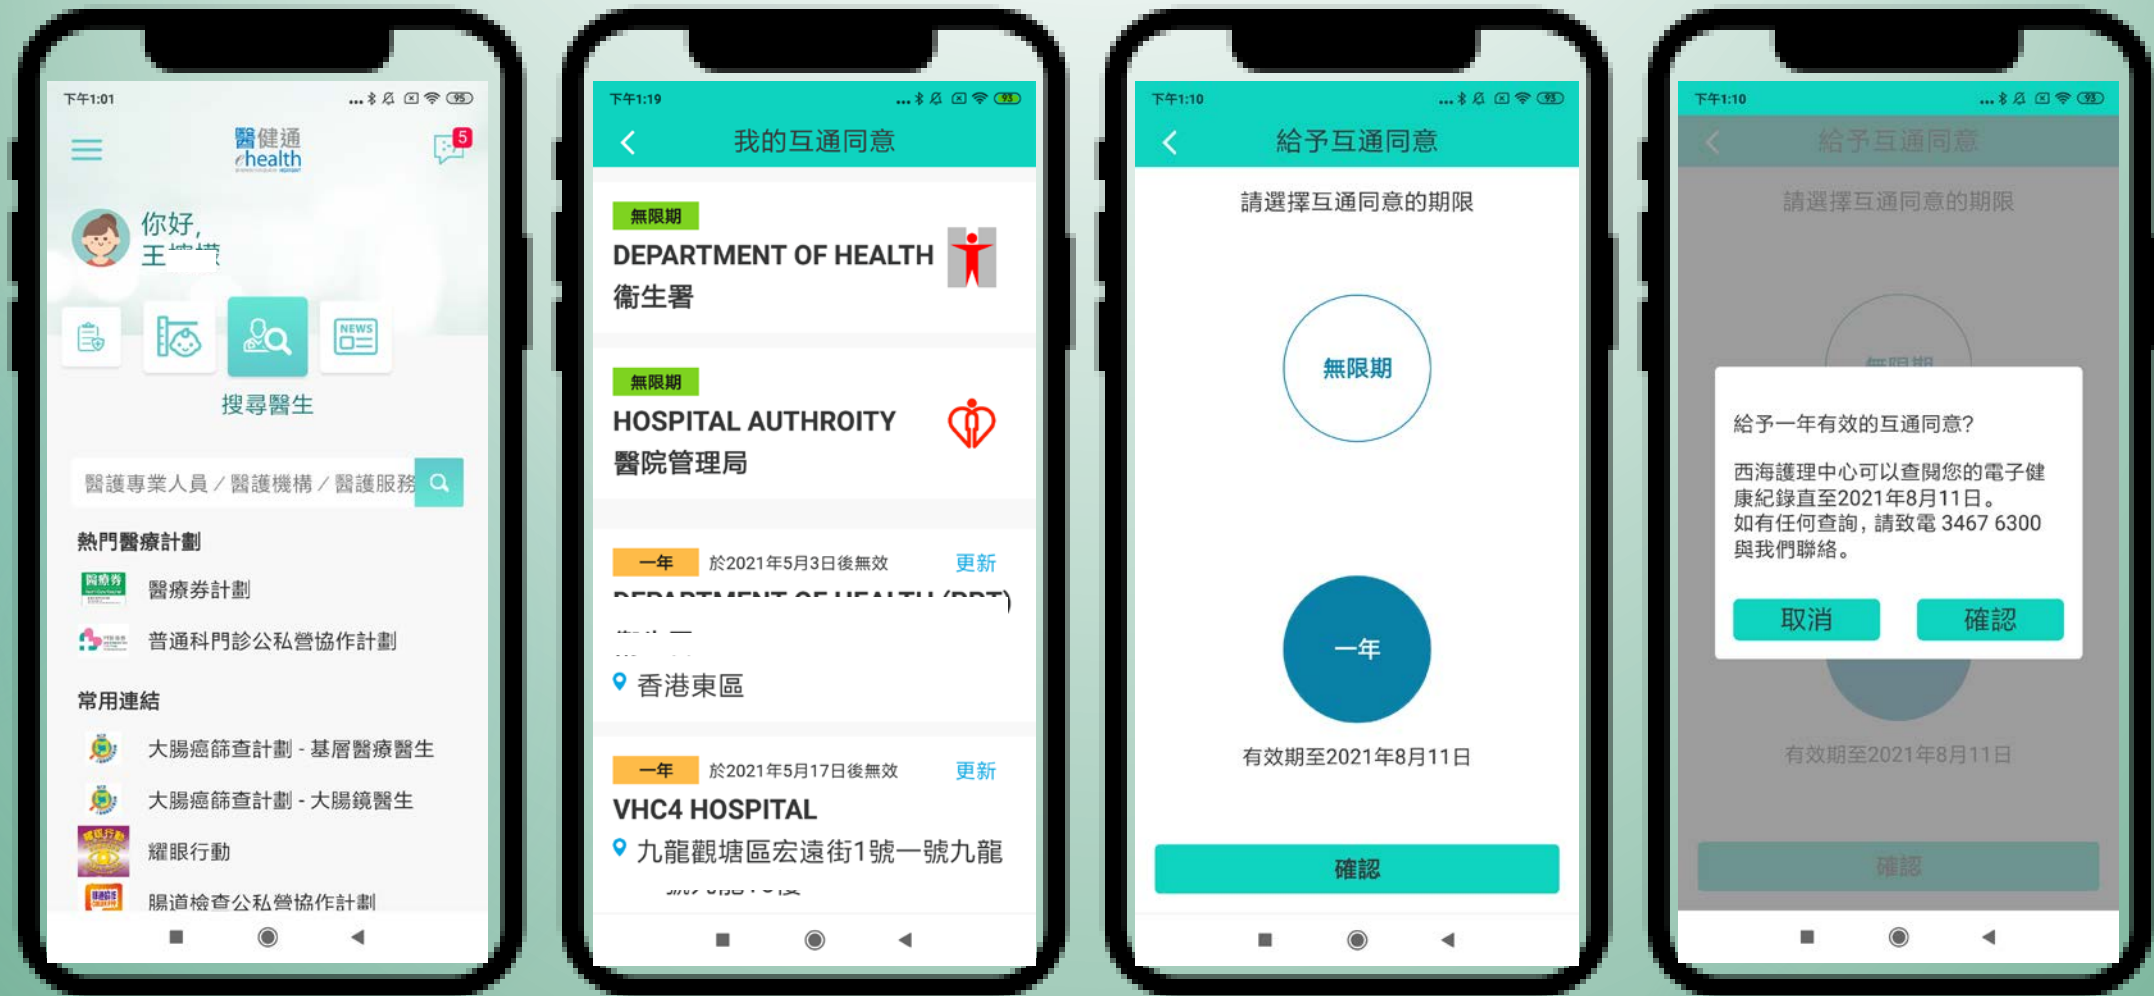 下午1:01
95
醫健通
ehealth
5
你好,
王
NEWS
搜尋醫生
醫護專業人員 / 醫護機構 / 醫護服務
熱門醫療計劃
醫療券
醫療券計劃
普通科門診公私營協作計劃
常用連結
大腸癌篩查計劃 - 基層醫療醫生
大腸癌篩查計劃 - 大腸鏡醫生
耀眼行動
腸道檢查公私營協作計劃
下午1:19
93
我的互通同意
無限期
DEPARTMENT OF HEALTH
衞生署
無限期
HOSPITAL AUTHROITY
醫院管理局
一年 於2021年5月3日後無效 更新
香港東區
一年 於2021年5月17日後無效 更新
VHC4 HOSPITAL
九龍觀塘區宏遠街1號一號九龍
下午1:10
93
給予互通同意
請選擇互通同意的期限
無限期
一年
有效期至2021年8月11日
確認
下午1:10
93
給予互通同意
請選擇互通同意的期限
無限期
給予一年有效的互通同意?
西海護理中心可以查閱您的電子健
康紀錄直至2021年8月11日。
如有任何查詢, 請致電 3467 6300
與我們聯絡。
取消
確認
有效期至2021年8月11日
確認